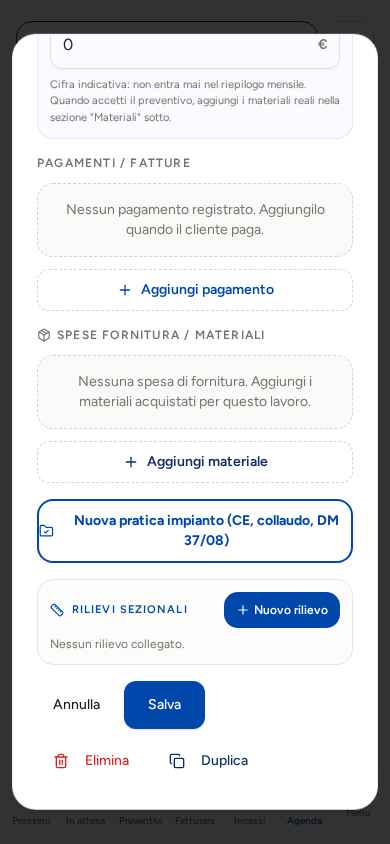 0 €
Cifra indicativa: non entra mai nel riepilogo mensile.
Quando accetti il preventivo, aggiungi i materiali reali nella
sezione "Materiali" sotto.
PAGAMENTI / FATTURE
Nessun pagamento registrato. Aggiungilo
quando il cliente paga.
Aggiungi pagamento
SPESE FORNITURA / MATERIALI
Nessuna spesa di fornitura. Aggiungi i
materiali acquistati per questo lavoro.
Aggiungi materiale
Nuova pratica impianto (CE, collaudo, DM
37/08)
RILIEVI SEZIONALI
Nuovo rilievo
Nessun rilievo collegato.
Annulla
Salva
Elimina
Duplica
In attesa Preventivi Fatturare Incassi Agenda